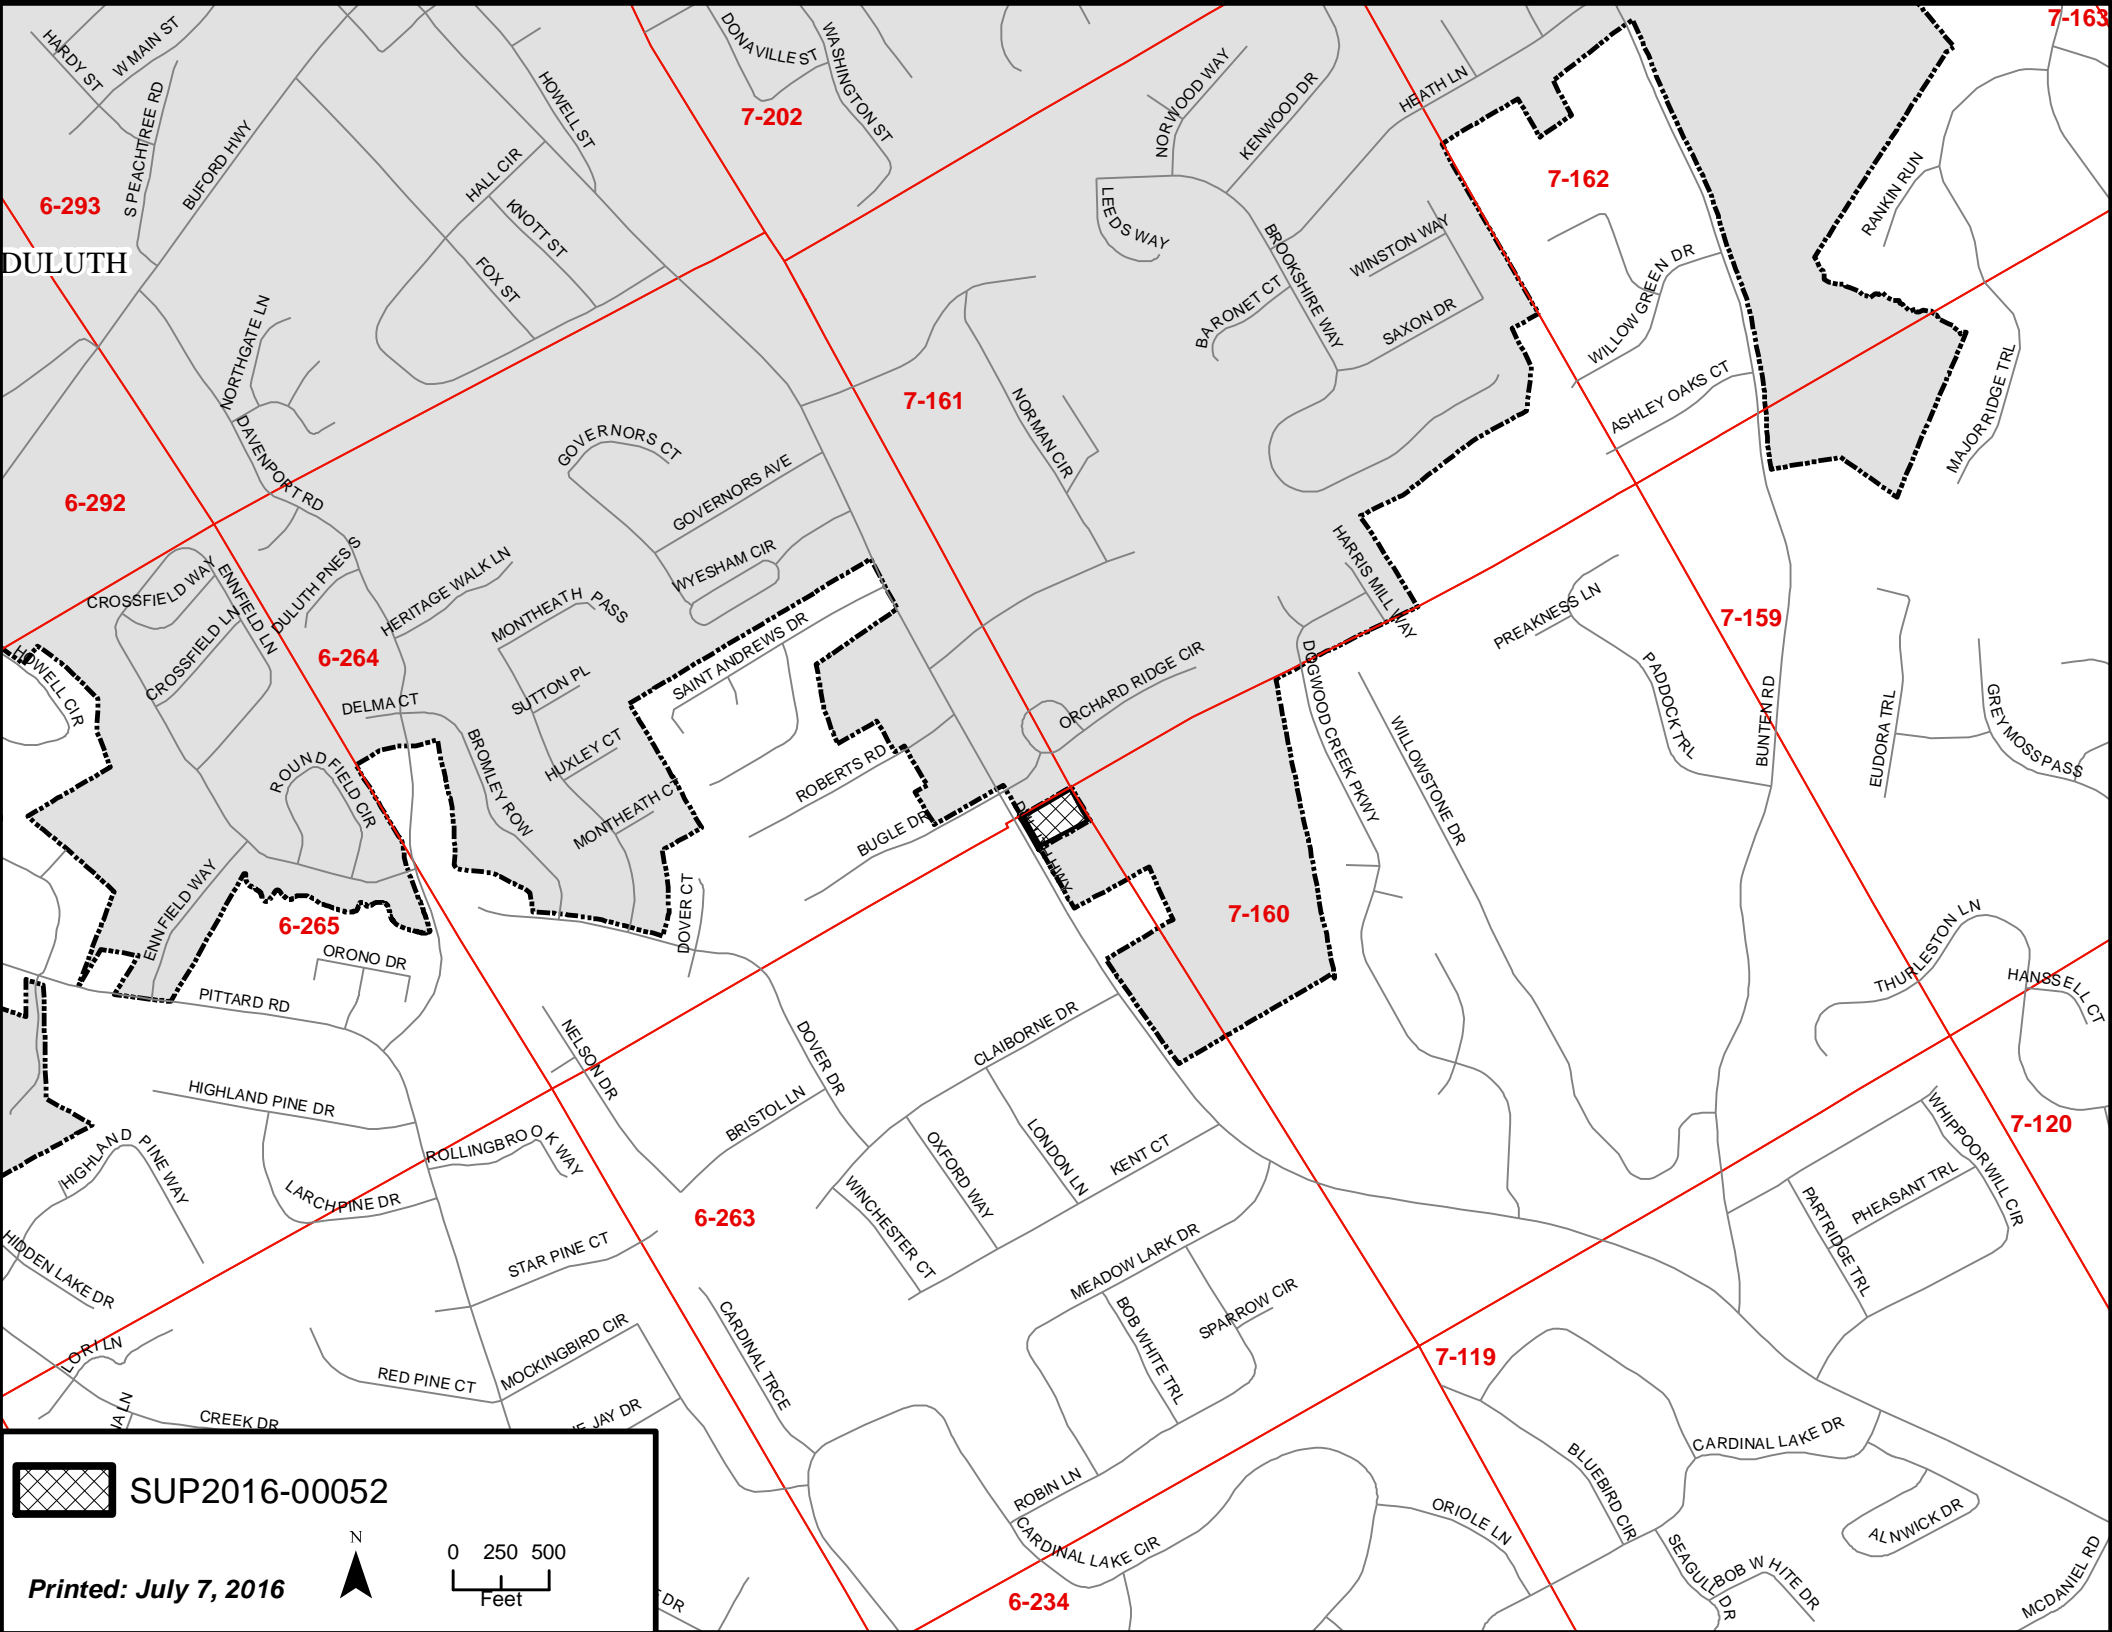 7-163
HARDY ST
W MAIN ST
DONAVILLE ST
WASHINGTON ST
HOWELL ST
NORWOOD WAY
KENWOOD DR
HEATH LN
S PEACHTREE RD
BUFORD HWY
7-202
HALL CIR
KNOTT ST
7-162
RANKIN RUN
6-293
DULUTH
LEEDS WAY
BROOKSHIRE WAY
WINSTON WAY
FOX ST
BARONET CT
SAXON DR
WILLOW GREEN DR
NORTHGATE LN
7-161
NORMAN CIR
ASHLEY OAKS CT
MAJOR RIDGE TRL
DAVENPORT RD
GOVERNORS CT
GOVERNORS AVE
6-292
WYESHAM CIR
HARRIS MILL WAY
CROSSFIELD WAY
ENNFIELD LN
DULUTH PNES S
HERITAGE WALK LN
MONTHEATH PASS
CROSSFIELD LN
6-264
SAINT ANDREWS DR
PREAKNESS LN
7-159
HOWELL CIR
DELMA CT
SUTTON PL
ORCHARD RIDGE CIR
DOGWOOD CREEK PKWY
PADDOCK TRL
BUNTEN RD
EUDORA TRL
GREY MOSS PASS
ROUNDFIELD CIR
BROMLEY ROW
HUXLEY CT
ROBERTS RD
WILLOWSTONE DR
MONTHEATH CT
BUGLE DR
ENNFIELD WAY
6-265
DOVER CT
7-160
ORONO DR
THURLESTON LN
HANSSELL CT
PITTARD RD
NELSON DR
DOVER DR
CLAIBORNE DR
HIGHLAND PINE DR
BRISTOL LN
OXFORD WAY
LONDON LN
KENT CT
WHIPPOORWILL CIR
7-120
HIGHLAND PINE WAY
ROLLINGBROOK WAY
LARCHPINE DR
WINCHESTER CT
6-263
PARTRIDGE TRL
PHEASANT TRL
HIDDEN LAKE DR
STAR PINE CT
MEADOW LARK DR
BOB WHITE TRL
SPARROW CIR
LORI LN
MOCKINGBIRD CIR
CARDINAL TRCE
7-119
RED PINE CT
CREEK DR
JAY DR
CARDINAL LAKE DR
BLUEBIRD CIR
ROBIN LN
ORIOLE LN
ALNWICK DR
CARDINAL LAKE CIR
SEAGULL DR
BOB WHITE DR
MCDANIEL RD
6-234
DR
SUP2016-00052
N
0 250 500
Feet
Printed: July 7, 2016